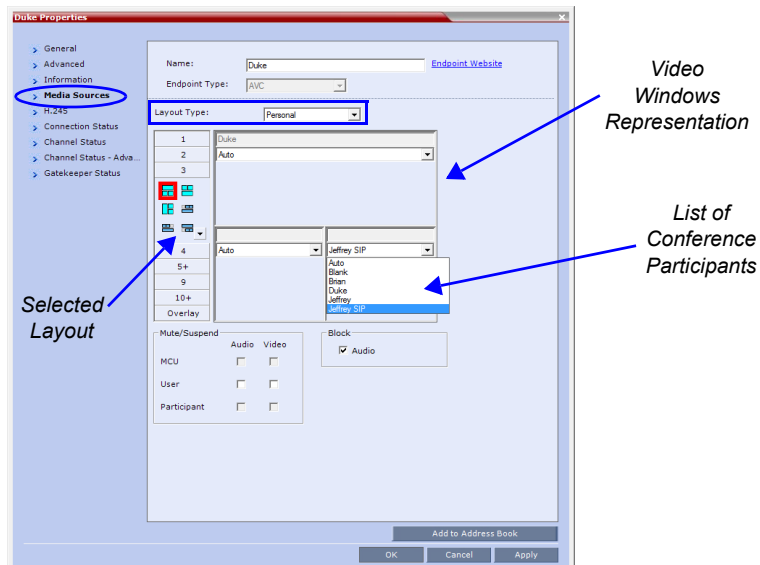 Duke Properties
General
Advanced
Information
Media Sources
H.245
Connection Status
Channel Status
Channel Status - Adva...
Gatekeeper Status
Name:
Duke
Endpoint Website
Endpoint Type:
AVC
Layout Type:
Personal
1
2
3
4
5+
9
10+
Overlay
Duke
Auto
Auto
Jeffrey SIP
Auto
Blank
Brian
Duke
Jeffrey
Jeffrey SIP
Mute/Suspend
Audio Video
MCU
User
Participant
Block
Audio
Add to Address Book
OK
Cancel
Apply
Video
Windows
Representation
List of
Conference
Participants
Selected
Layout